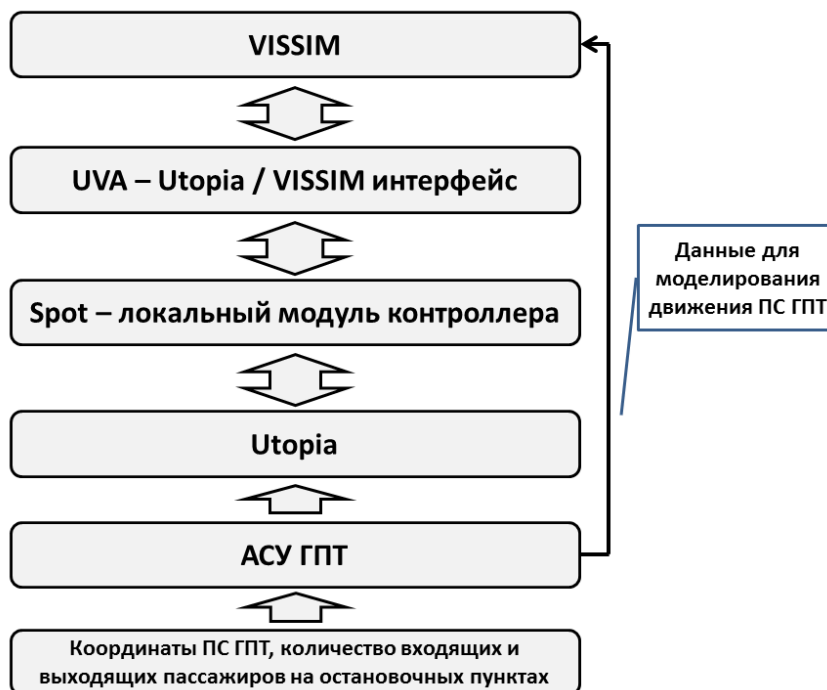 VISSIM
UVA – Utopia / VISSIM интерфейс
Spot – локальный модуль контроллера
Данные для
моделирования
движения ПС ГПТ
Utopia
АСУ ГПТ
Координаты ПС ГПТ, количество входящих и
выходящих пассажиров на остановочных пунктах